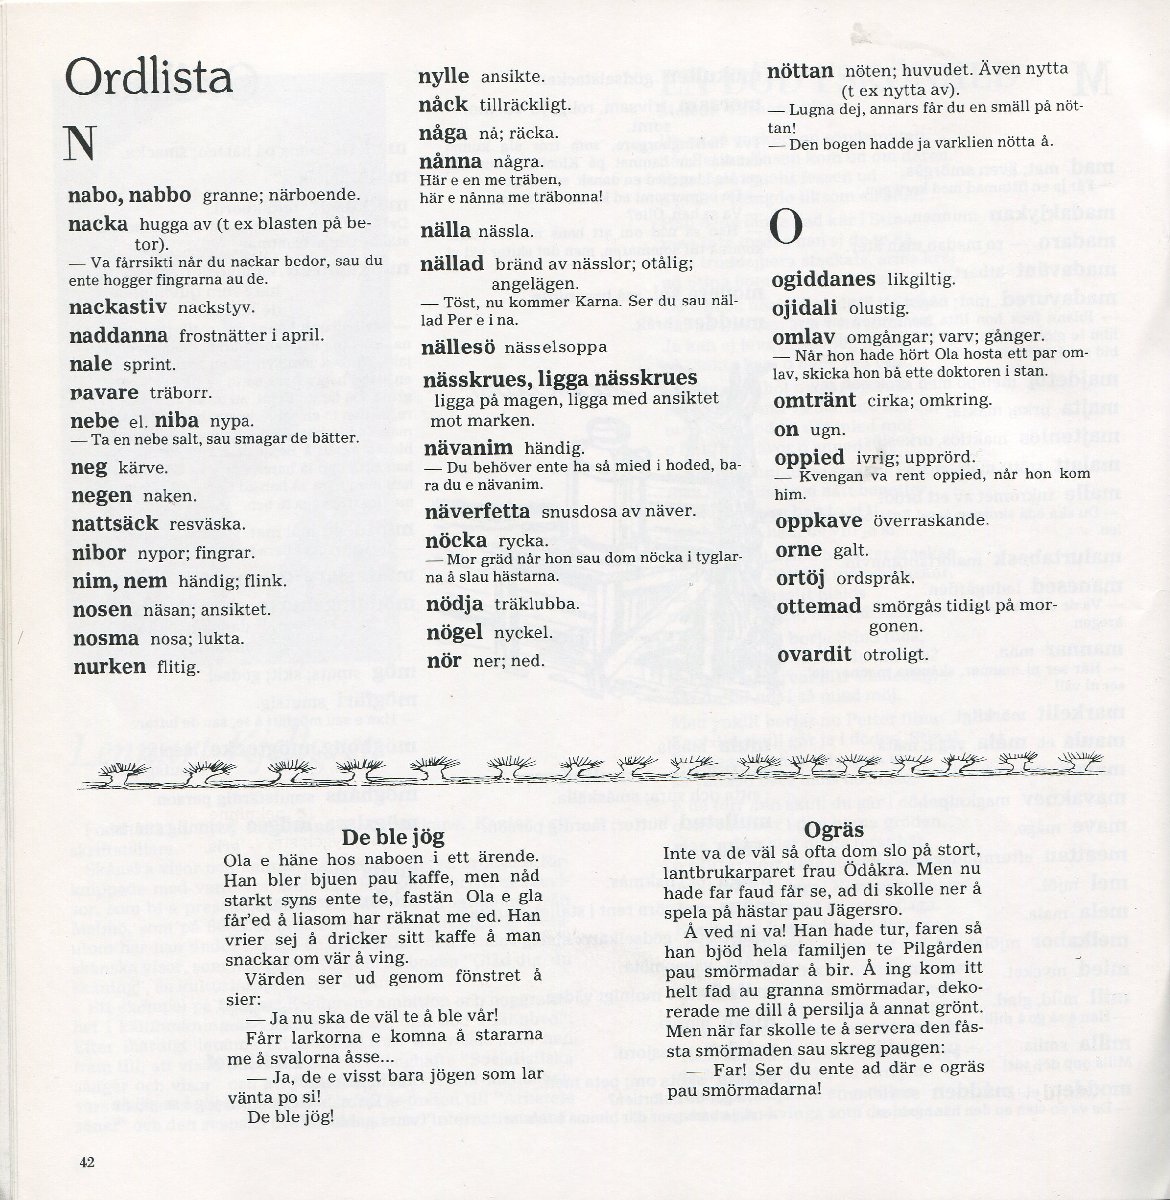 Ordlista
N
nabo, nabbo granne; närboende.
nacka hugga av (t ex blasten på be-
tor).
— Va fårrsikti når du nackar bedor, sau du
ente hogger fingrarna au de.
nackastiv nackstyv.
naddanna frostnätter i april.
nale sprint.
navare träborr.
nebe el. niba nypa.
— Ta en nebe salt, sau smagar de bätter.
neg kärve.
negen naken.
nattsäck resväska.
nibor nypor; fingrar.
nim, nem händig; flink.
nosen näsan; ansiktet.
nosma nosa; lukta.
nurken flitig.
nylle ansikte.
nåck tillräckligt.
någa nå; räcka.
nånna några.
Här e en me träben,
här e nånna me träbonna!
nälla nässla.
nällad bränd av nässlor; otålig;
angelägen.
— Töst, nu kommer Karna. Ser du sau näl-
lad Per e i na.
nällesö nässelsoppa
nässkrues, ligga nässkrues
ligga på magen, ligga med ansiktet
mot marken.
nävanim händig.
— Du behöver ente ha så mied i hoded, ba-
ra du e nävanim.
näverfetta snusdosa av näver.
nöcka rycka.
— Mor gräd når hon sau dom nöcka i tyglar-
na å slau hästarna.
nödja träklubba.
nögel nyckel.
nör ner; ned.
nöttan nöten; huvudet. Även nytta
(t ex nytta av).
— Lugna dej, annars får du en smäll på nöt-
tan!
— Den bogen hadde ja varklien nötta å.
O
ogiddanes likgiltig.
ojidali olustig.
omlav omgångar; varv; gånger.
— Når hon hade hört Ola hosta ett par om-
lav, skicka hon bå ette doktoren i stan.
omtränt cirka; omkring.
on ugn.
oppied ivrig; upprörd.
— Kvengan va rent oppied, når hon kom
him.
oppkave överraskande.
orne galt.
ortöj ordspråk.
ottemad smörgås tidigt på mor-
gonen.
ovardit otroligt.
De ble jög
Ola e häne hos naboen i ett ärende.
Han bler bjuen pau kaffe, men nåd
starkt syns ente te, fastän Ola e gla
får'ed å liasom har räknat me ed. Han
vrier sej å dricker sitt kaffe å man
snackar om vär å ving.
Värden ser ud genom fönstret å
sier:
— Ja nu ska de väl te å ble vår!
Fårr larkorna e komna å stararna
me å svalorna åsse...
— Ja, de e visst bara jögen som lar
vänta po si!
De ble jög!
Ogräs
Inte va de väl så ofta dom slo på stort,
lantbrukarparet frau Ödåkra. Men nu
hade far faud får se, ad di skolle ner å
spela på hästar pau Jägersro.
Å ved ni va! Han hade tur, faren så
han bjöd hela familjen te Pilgården
pau smörmadar å bir. Å ing kom itt
helt fad au granna smörmadar, deko-
rerade me dill å persilja å annat grönt.
Men när far skolle te å servera den fås-
sta smörmaden sau skreg paugen:
— Far! Ser du ente ad där e ogräs
pau smörmadarna!
42